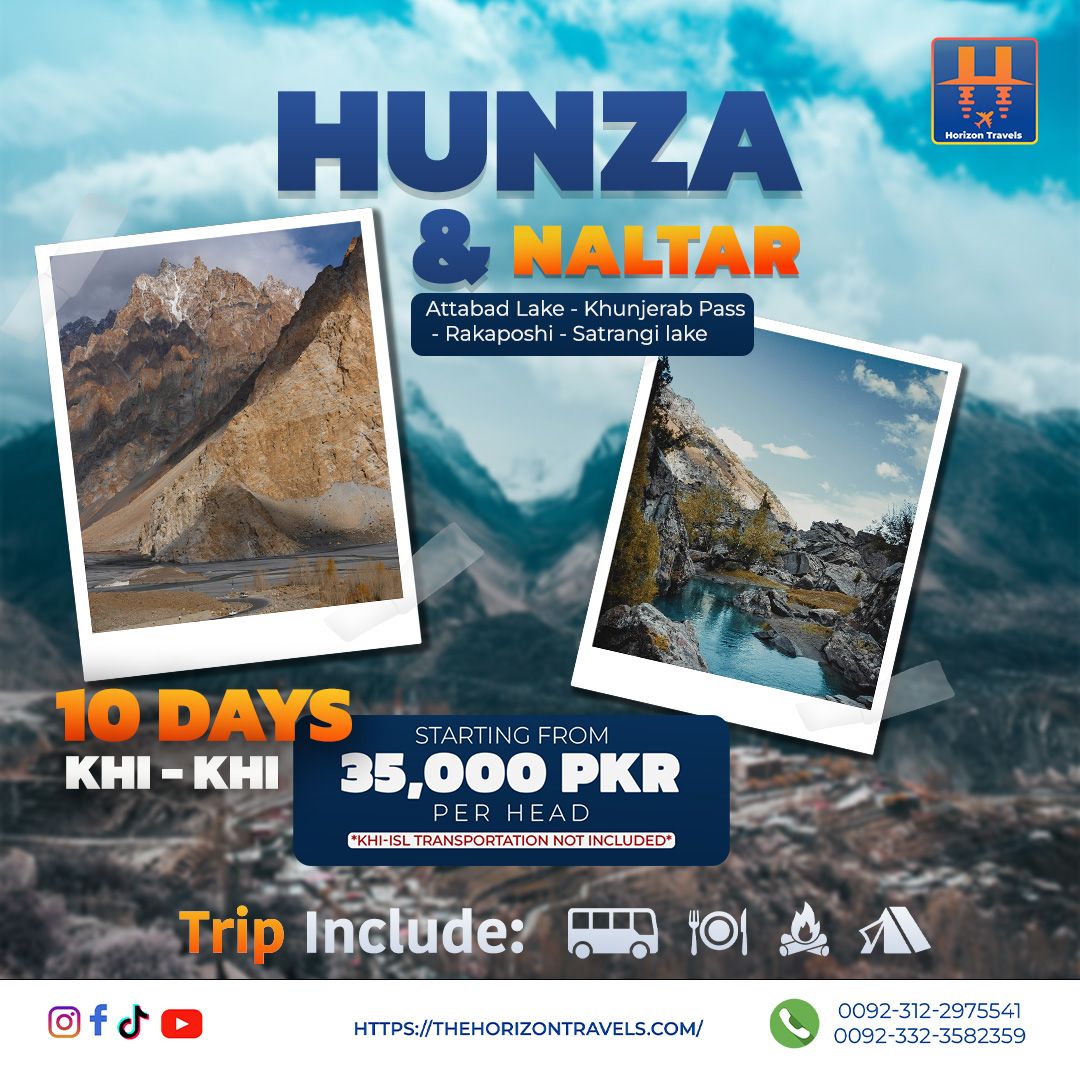 Horizon Travels
HUNZA
& NALTAR
Attabad Lake - Khunjerab Pass
- Rakaposhi - Satrangi lake
10 DAYS
KHI - KHI
STARTING FROM
35,000 PKR
PER HEAD
*KHI-ISL TRANSPORTATION NOT INCLUDED*
Trip Include:
HTTPS://THEHORIZONTRAVELS.COM/
0092-312-2975541
0092-332-3582359